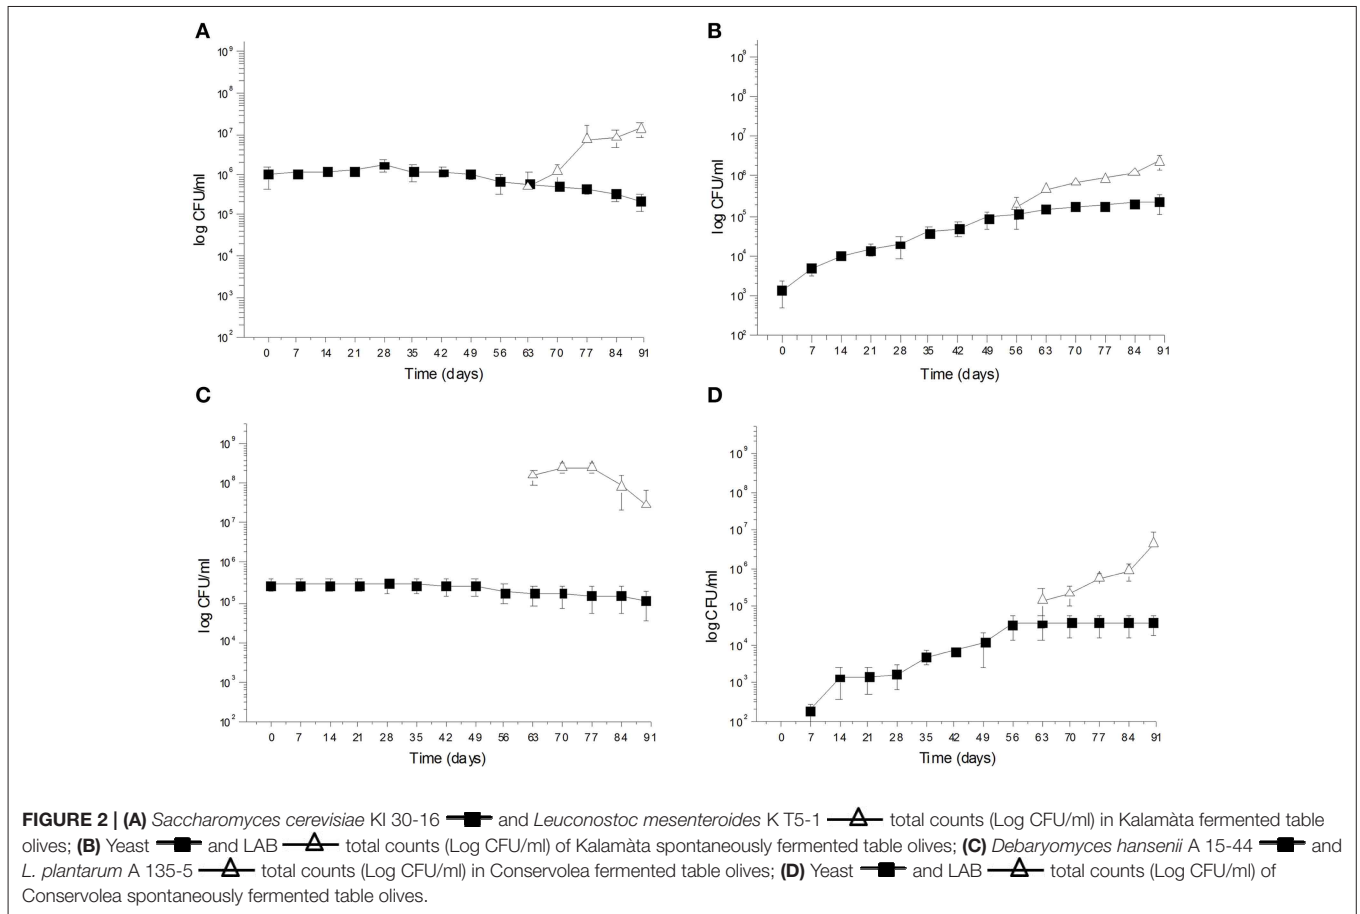 A
log CFU/ml
10⁹
10⁸
10⁷
10⁶
10⁵
10⁴
10³
10²
0 7 14 21 28 35 42 49 56 63 70 77 84 91
Time (days)
B
log CFU/ml
10⁹
10⁸
10⁷
10⁶
10⁵
10⁴
10³
10²
0 7 14 21 28 35 42 49 56 63 70 77 84 91
Time (days)
C
log CFU/ml
10⁹
10⁸
10⁷
10⁶
10⁵
10⁴
10³
10²
0 7 14 21 28 35 42 49 56 63 70 77 84 91
Time (days)
D
log CFU/ml
10⁹
10⁸
10⁷
10⁶
10⁵
10⁴
10³
10²
0 7 14 21 28 35 42 49 56 63 70 77 84 91
Time (days)
FIGURE 2 | (A) Saccharomyces cerevisiae KI 30-16 and Leuconostoc mesenteroides K T5-1 total counts (Log CFU/ml) in Kalamàta fermented table
olives; (B) Yeast and LAB total counts (Log CFU/ml) of Kalamàta spontaneously fermented table olives; (C) Debaryomyces hansenii A 15-44 and
L. plantarum A 135-5 total counts (Log CFU/ml) in Conservolea fermented table olives; (D) Yeast and LAB total counts (Log CFU/ml) of
Conservolea spontaneously fermented table olives.